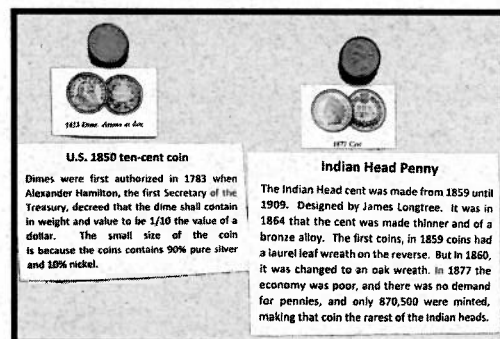 1853 Dime. Arrows at date
U.S. 1850 ten-cent coin
Dimes were first authorized in 1783 when
Alexander Hamilton, the first Secretary of the
Treasury, decreed that the dime shall contain
in weight and value to be 1/10 the value of a
dollar. The small size of the coin
is because the coins contains 90% pure silver
and 10% nickel.
1877 Cent
Indian Head Penny
The Indian Head cent was made from 1859 until
1909. Designed by James Longtree. It was in
1864 that the cent was made thinner and of a
bronze alloy. The first coins, in 1859 coins had
a laurel leaf wreath on the reverse. But in 1860,
it was changed to an oak wreath. In 1877 the
economy was poor, and there was no demand
for pennies, and only 870,500 were minted,
making that coin the rarest of the Indian heads.